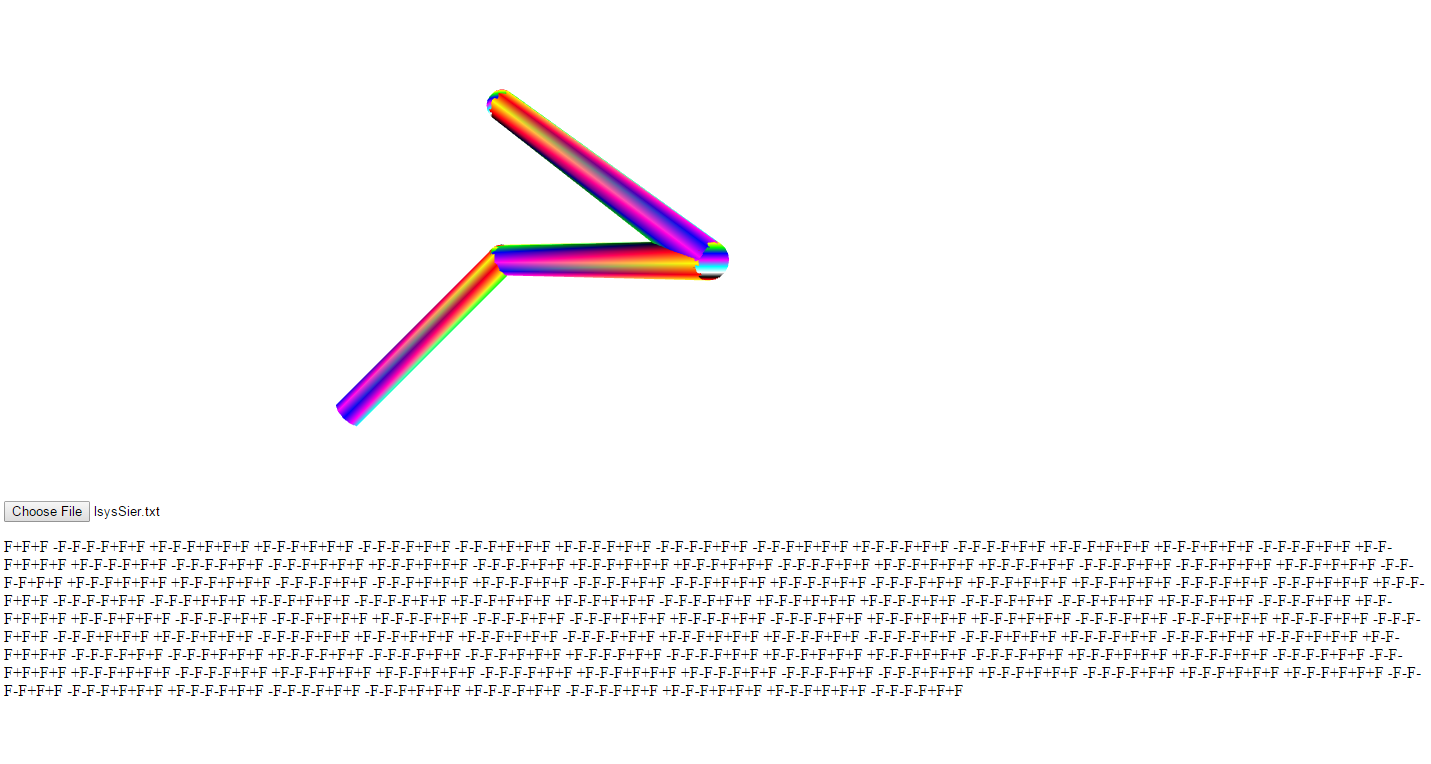 Choose File lsysSier.txt
F+F+F -F-F-F-F+F+F +F-F-F+F+F+F+F +F-F-F+F+F+F+F -F-F-F-F+F+F -F-F-F+F+F+F +F-F-F-F+F+F -F-F-F-F+F+F -F-F-F+F+F+F +F-F-F-F+F+F -F-F-F-F+F+F +F-F-F+F+F+F +F-F-F+F+F+F+F -F-F-F-F+F+F +F-F-
F+F+F+F +F-F-F-F+F+F -F-F-F-F+F+F -F-F-F-F+F+F +F-F-F+F+F+F -F-F-F-F+F+F +F-F-F+F+F+F +F-F-F+F+F+F -F-F-F-F+F+F +F-F-F+F+F+F +F-F-F-F+F+F -F-F-F-F+F+F -F-F-F+F+F+F +F-F-F+F+F+F -F-F-
F-F+F+F +F-F-F+F+F+F +F-F-F+F+F+F+F -F-F-F-F+F+F -F-F-F+F+F+F +F-F-F-F+F+F -F-F-F-F+F+F -F-F-F+F+F+F +F-F-F-F+F+F -F-F-F-F+F+F +F-F-F+F+F+F +F-F-F+F+F+F -F-F-F-F+F+F -F-F-F+F+F+F +F-F-F-
F+F+F -F-F-F-F+F+F -F-F-F+F+F+F +F-F-F+F+F+F -F-F-F-F+F+F +F-F-F+F+F+F +F-F-F+F+F+F -F-F-F-F+F+F +F-F-F+F+F+F +F-F-F-F+F+F -F-F-F-F+F+F -F-F-F+F+F+F +F-F-F+F+F+F -F-F-F-F+F+F +F-F-
F+F+F+F +F-F-F+F+F+F+F -F-F-F-F+F+F -F-F-F+F+F+F +F-F-F-F+F+F -F-F-F-F+F+F +F-F-F+F+F+F -F-F-F-F+F+F +F-F-F+F+F+F +F-F-F+F+F+F -F-F-F-F+F+F -F-F-F+F+F+F +F-F-F-F+F+F -F-F-
F+F+F -F-F-F-F+F+F +F-F-F+F+F+F -F-F-F-F+F+F +F-F-F+F+F+F +F-F-F+F+F+F -F-F-F-F+F+F +F-F-F+F+F+F +F-F-F-F+F+F -F-F-F-F+F+F -F-F-F+F+F+F +F-F-F-F+F+F -F-F-F-F+F+F +F-F-F+F+F+F +F-F-
F+F+F+F -F-F-F-F+F+F -F-F-F+F+F+F +F-F-F+F+F+F -F-F-F-F+F+F -F-F-F+F+F+F +F-F-F-F+F+F -F-F-F-F+F+F +F-F-F+F+F+F +F-F-F-F+F+F -F-F-F-F+F+F +F-F-F+F+F+F +F-F-F-F+F+F -F-F-F-F+F+F -F-F-
F+F+F+F +F-F-F+F+F+F+F -F-F-F-F+F+F +F-F-F+F+F+F +F-F-F+F+F+F -F-F-F-F+F+F +F-F-F+F+F+F +F-F-F-F+F+F -F-F-F-F+F+F -F-F-F+F+F+F +F-F-F+F+F+F+F -F-F-F-F+F+F +F-F-F+F+F+F +F-F-F+F+F+F+F -F-F-
F-F+F+F -F-F-F+F+F+F +F-F-F-F+F+F -F-F-F-F+F+F -F-F-F+F+F+F +F-F-F-F+F+F -F-F-F-F+F+F +F-F-F+F+F+F +F-F-F+F+F+F+F -F-F-F-F+F+F